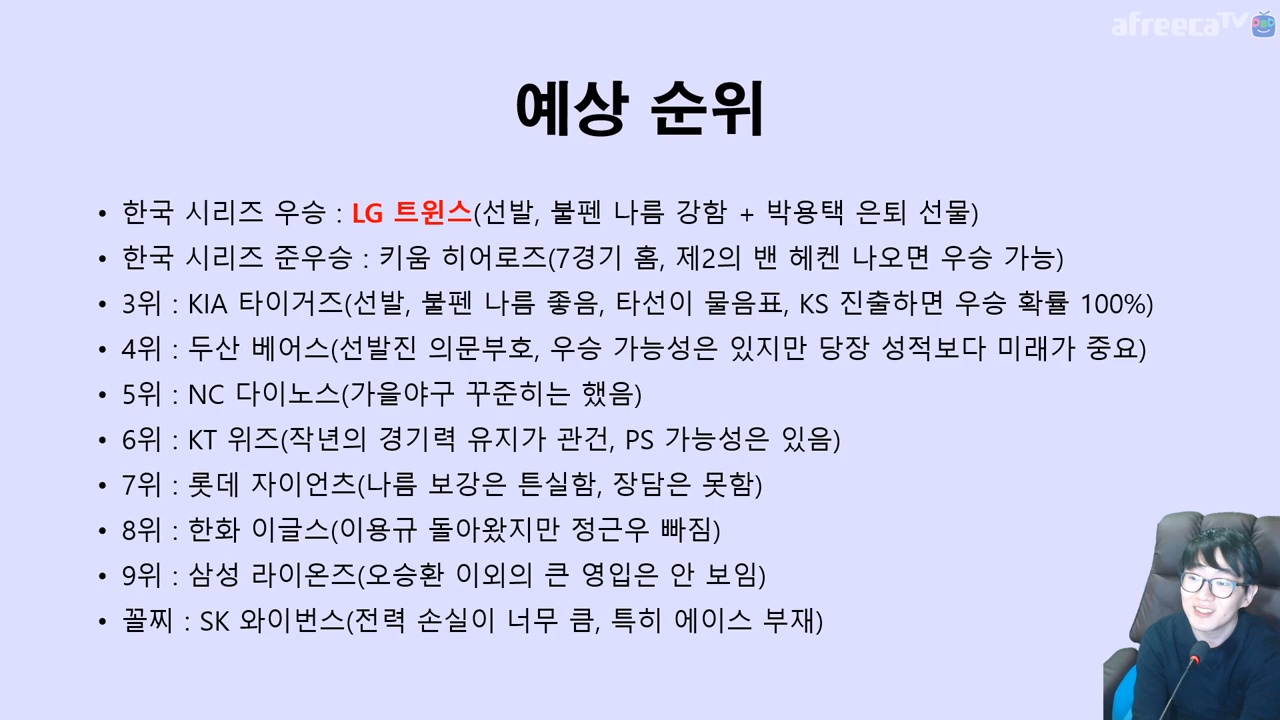 afreecaTV
예상 순위
• 한국 시리즈 우승 : LG 트윈스(선발, 불펜 나름 강함 + 박용택 은퇴 선물)
• 한국 시리즈 준우승 : 키움 히어로즈(7경기 홈, 제2의 밴 헤켄 나오면 우승 가능)
• 3위 : KIA 타이거즈(선발, 불펜 나름 좋음, 타선이 물음표, KS 진출하면 우승 확률 100%)
• 4위 : 두산 베어스(선발진 의문부호, 우승 가능성은 있지만 당장 성적보다 미래가 중요)
• 5위 : NC 다이노스(가을야구 꾸준히는 했음)
• 6위 : KT 위즈(작년의 경기력 유지가 관건, PS 가능성은 있음)
• 7위 : 롯데 자이언츠(나름 보강은 튼실함, 장담은 못함)
• 8위 : 한화 이글스(이용규 돌아왔지만 정근우 빠짐)
• 9위 : 삼성 라이온즈(오승환 이외의 큰 영입은 안 보임)
• 꼴찌 : SK 와이번스(전력 손실이 너무 큼, 특히 에이스 부재)